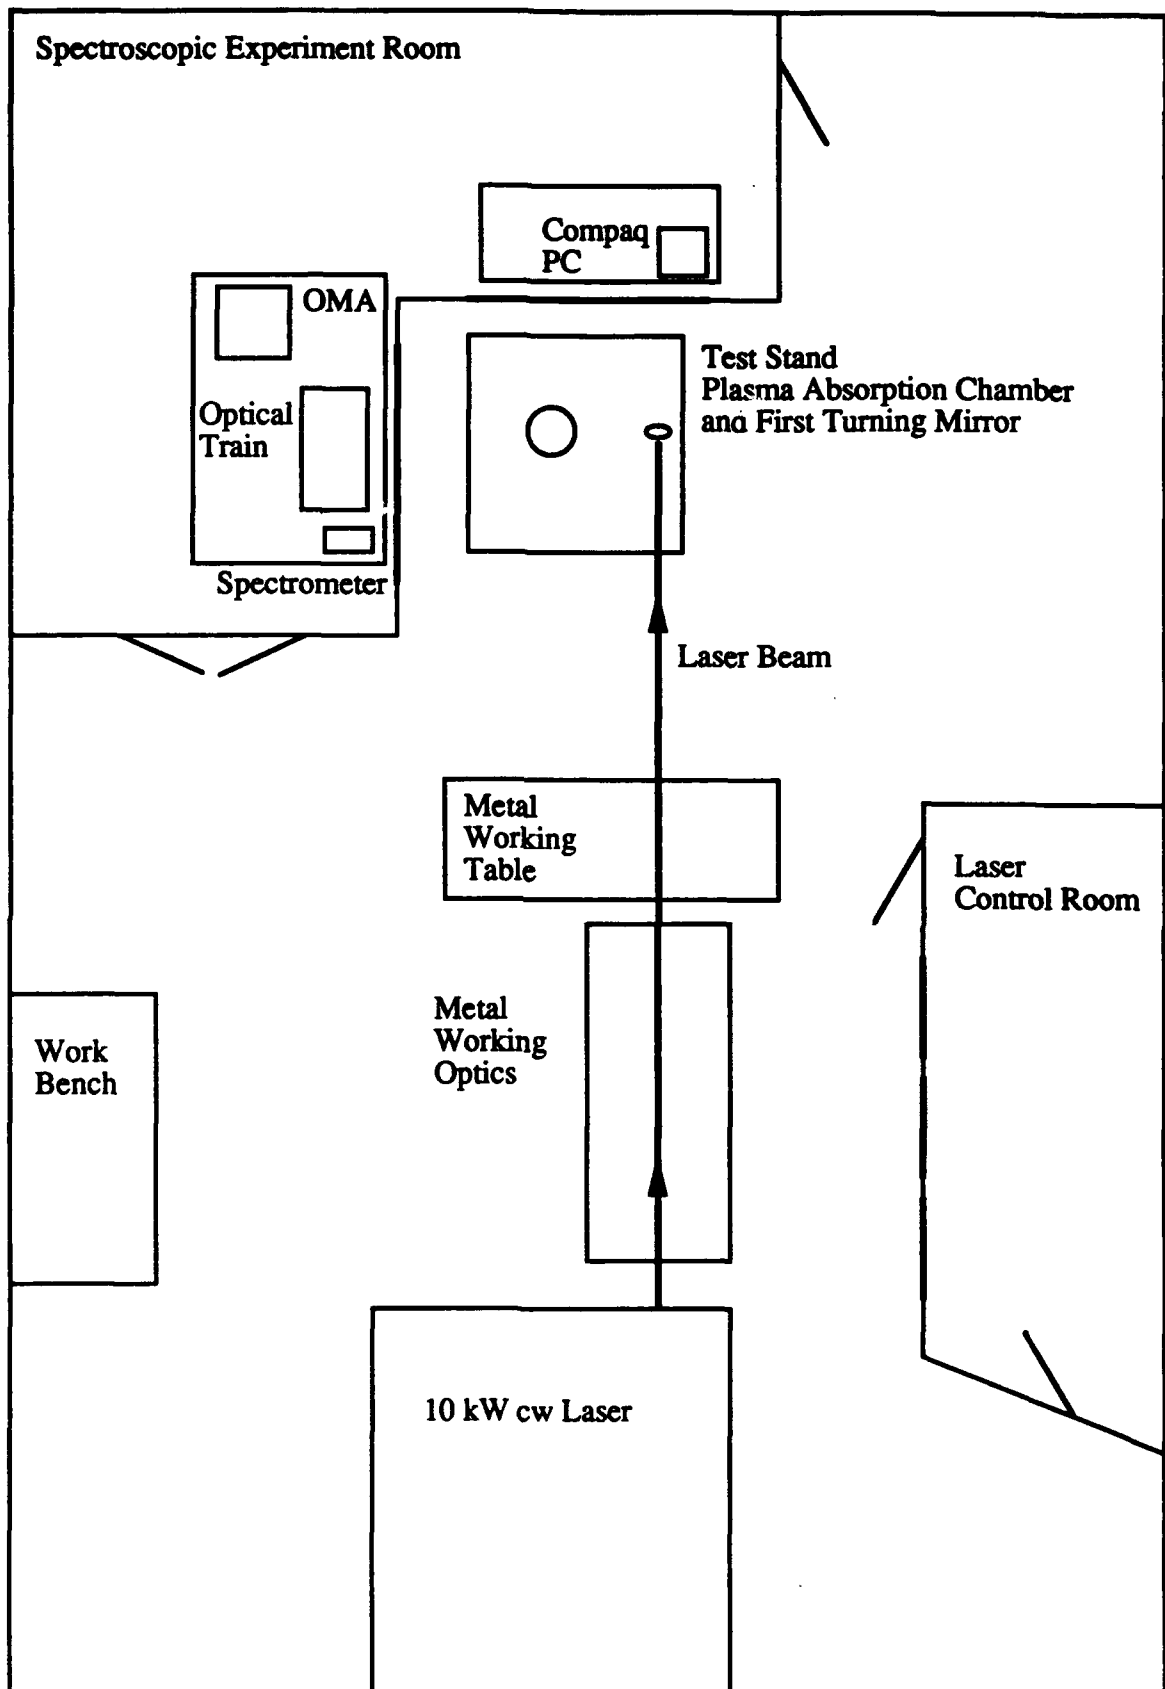 Spectroscopic Experiment Room
Compaq
PC
OMA
Test Stand
Plasma Absorption Chamber
and First Turning Mirror
Optical
Train
Spectrometer
Laser Beam
Metal
Working
Table
Laser
Control Room
Metal
Working
Optics
Work
Bench
10 kW cw Laser